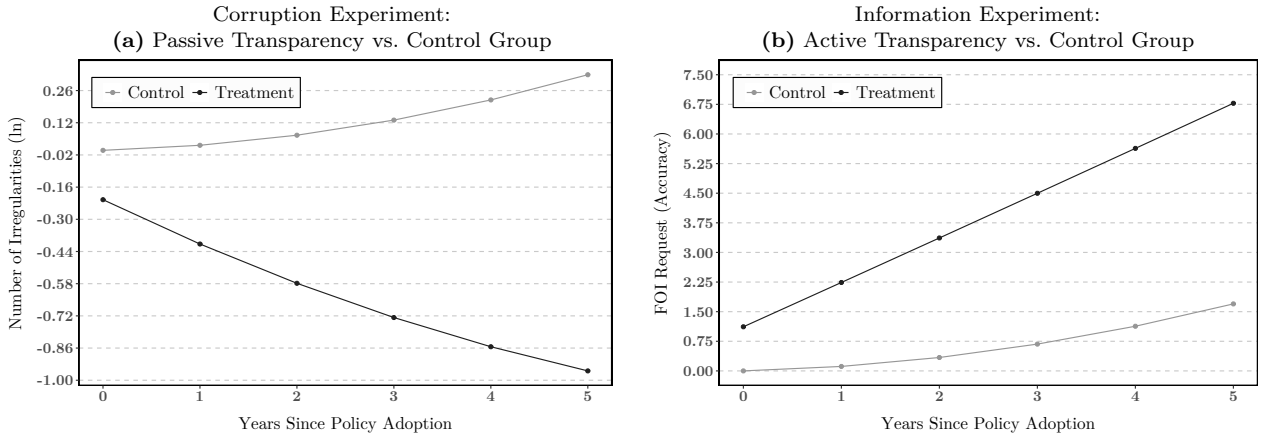 Corruption Experiment:
(a) Passive Transparency vs. Control Group
Number of Irregularities (ln)
0.26
0.12
-0.02
-0.16
-0.30
-0.44
-0.58
-0.72
-0.86
-1.00
Control
Treatment
0 1 2 3 4 5
Years Since Policy Adoption
Information Experiment:
(b) Active Transparency vs. Control Group
FOI Request (Accuracy)
7.50
6.75
6.00
5.25
4.50
3.75
3.00
2.25
1.50
0.75
0.00
Control
Treatment
0 1 2 3 4 5
Years Since Policy Adoption